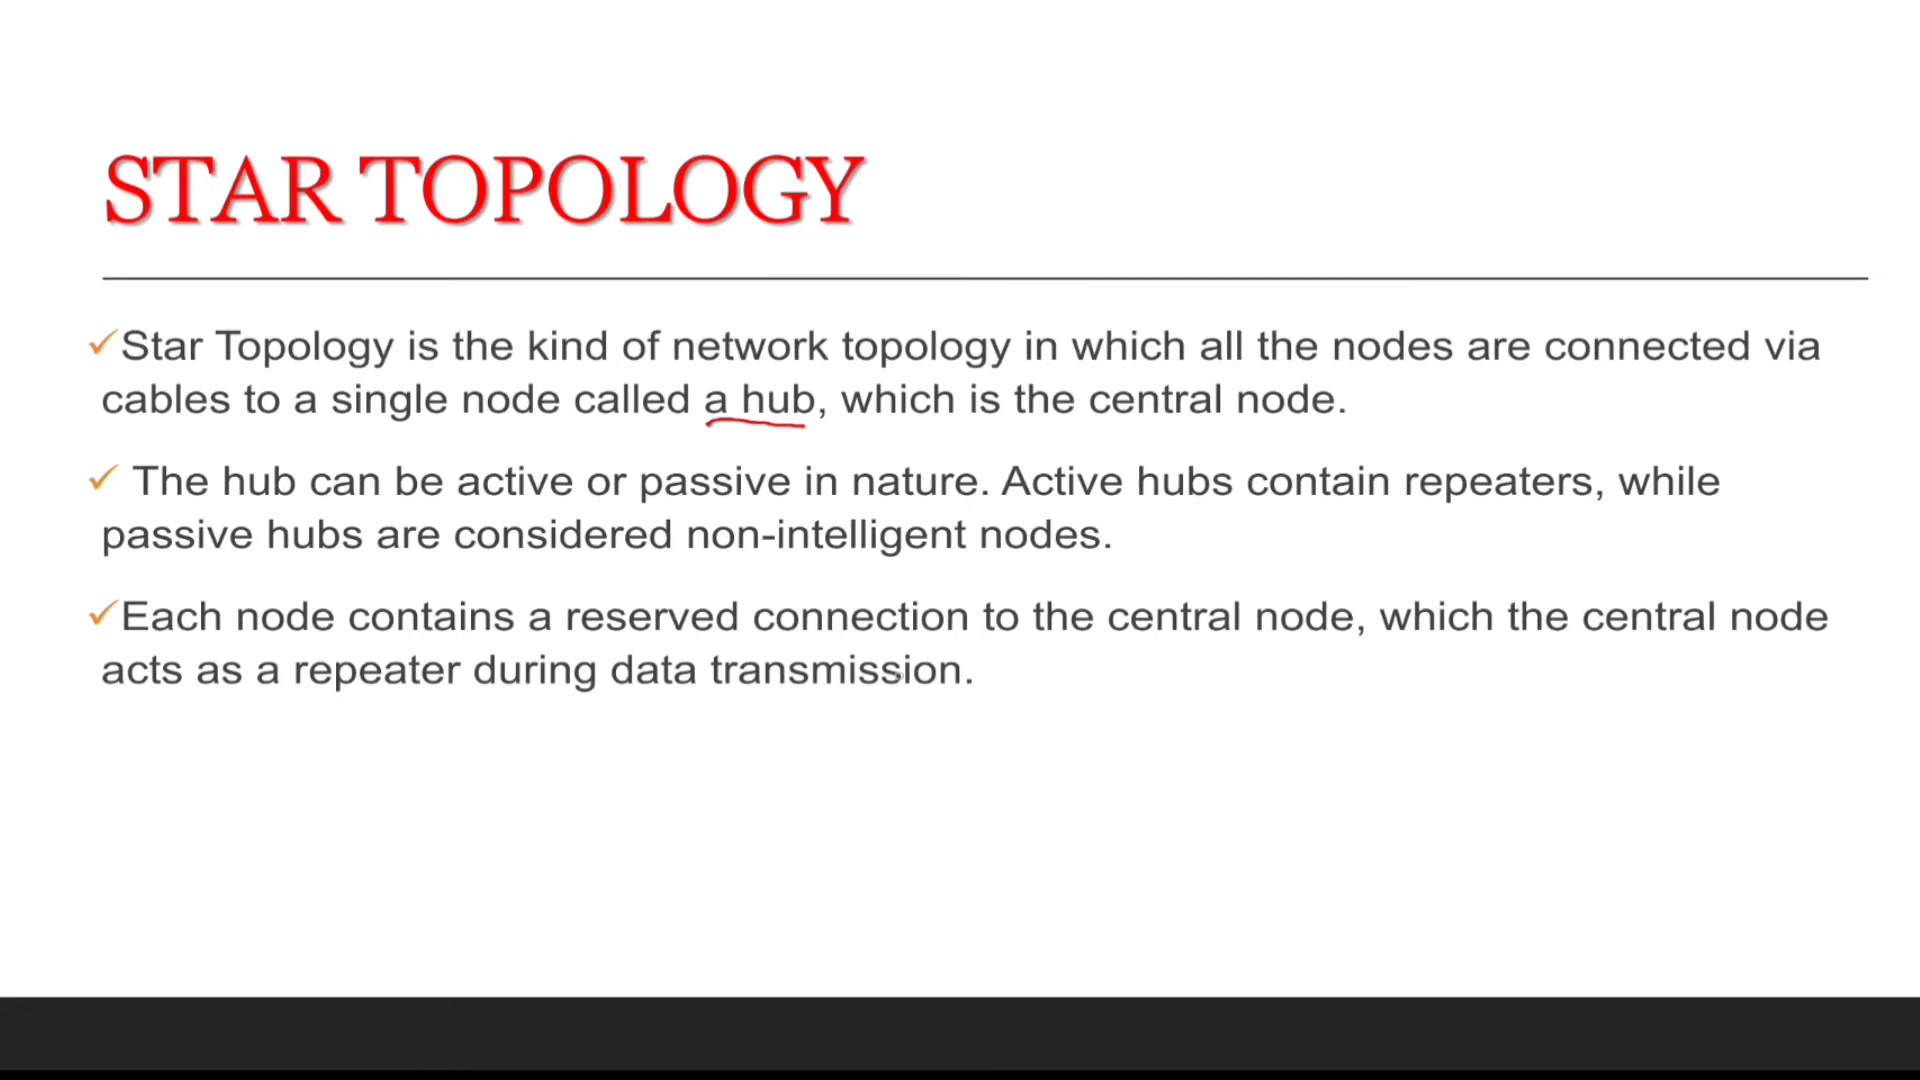 STAR TOPOLOGY
✓Star Topology is the kind of network topology in which all the nodes are connected via
cables to a single node called a hub, which is the central node.
✓ The hub can be active or passive in nature. Active hubs contain repeaters, while
passive hubs are considered non-intelligent nodes.
✓Each node contains a reserved connection to the central node, which the central node
acts as a repeater during data transmission.